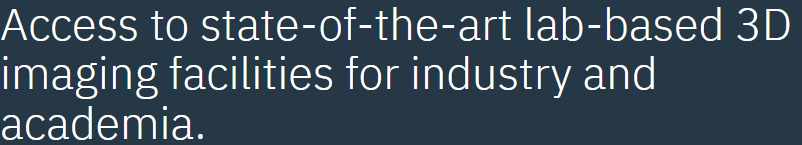 Access to state-of-the-art lab-based 3D
imaging facilities for industry and
academia.